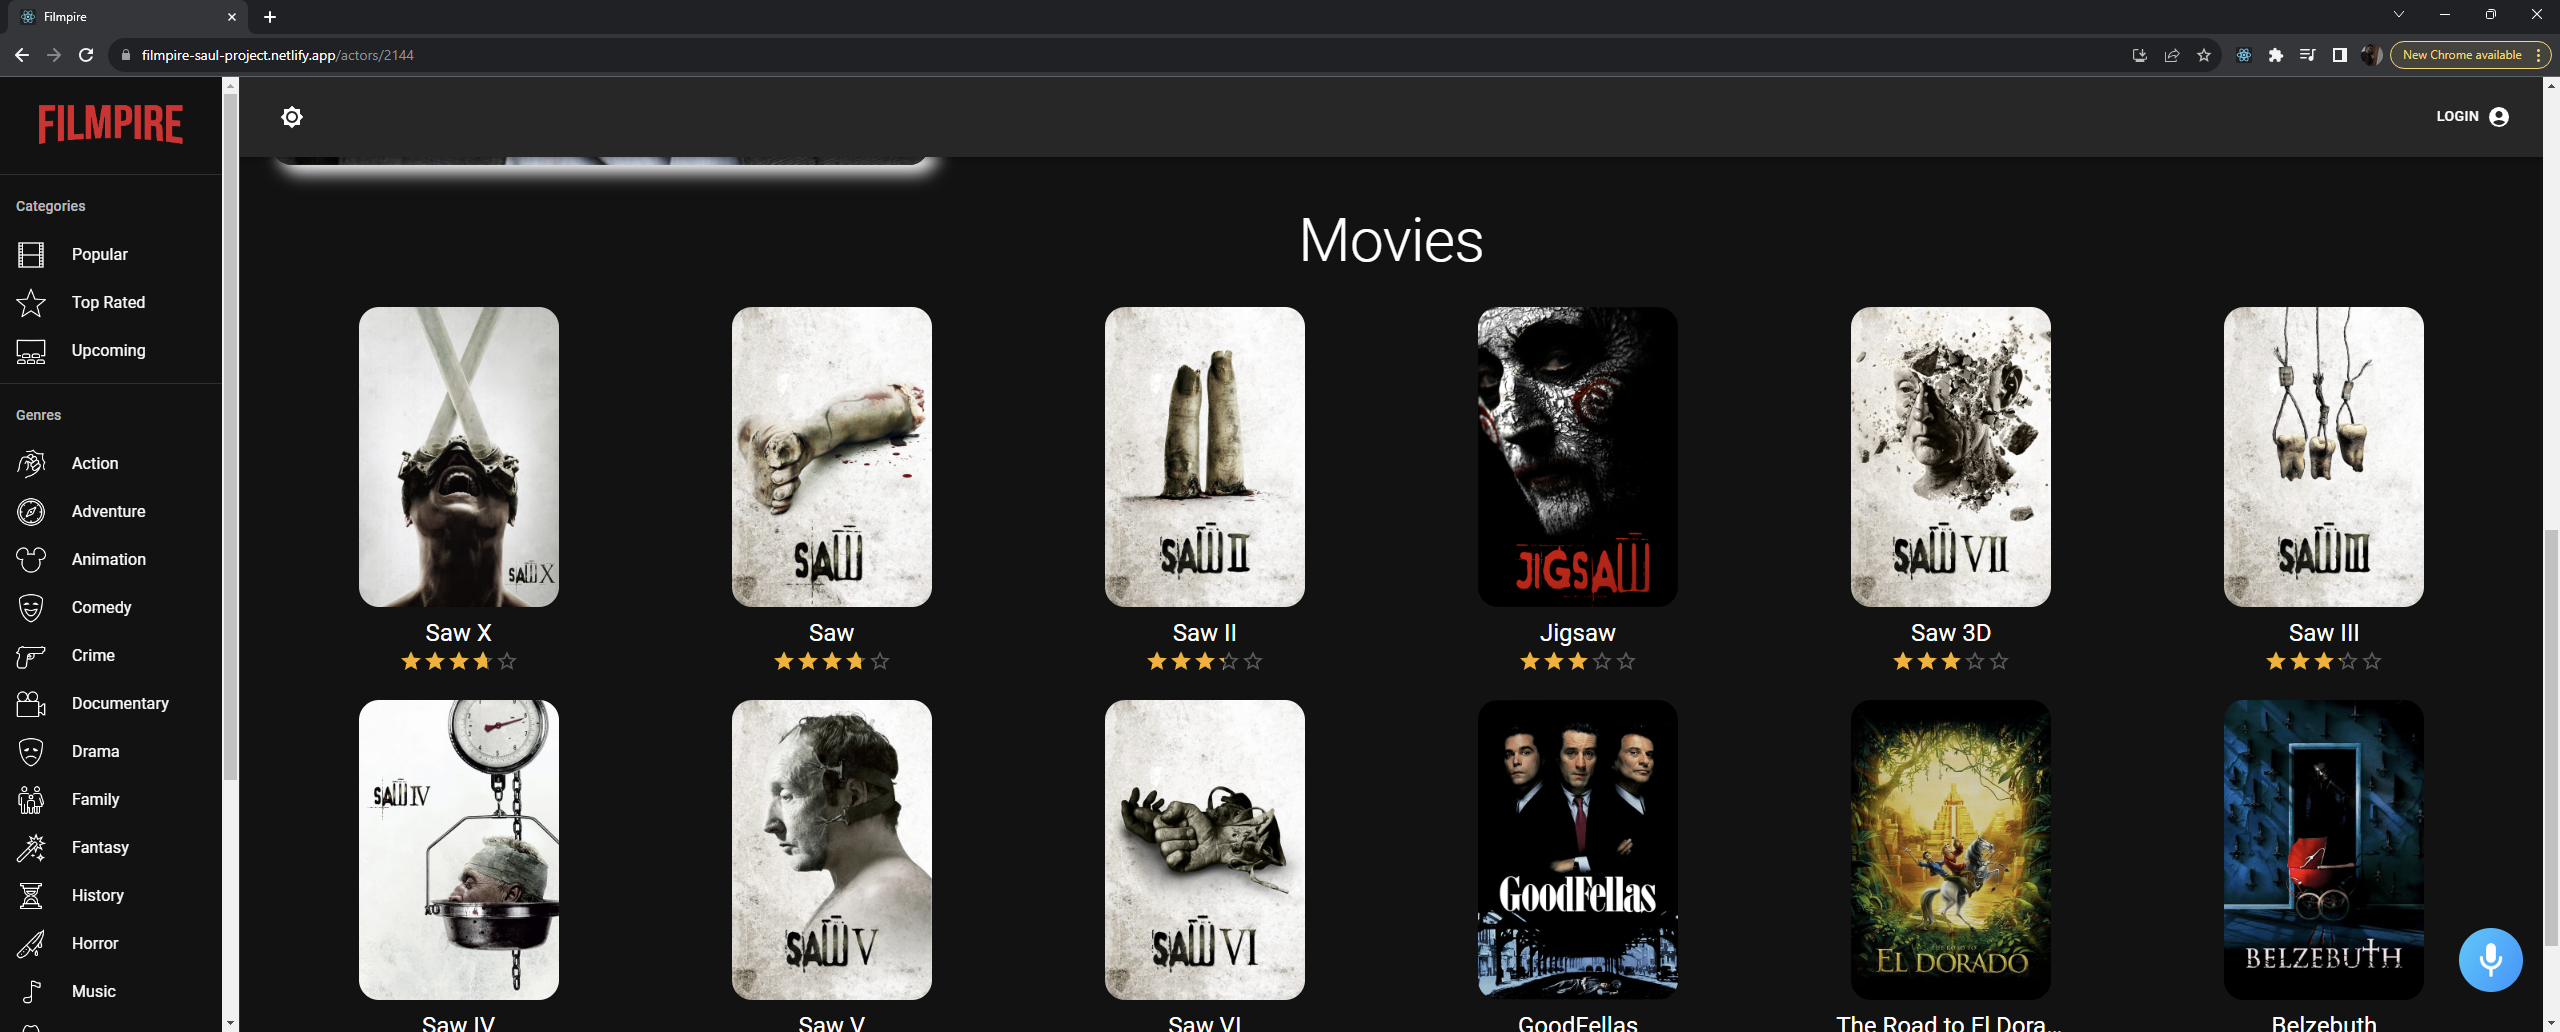 Filmpire
filmpire-saul-project.netlify.app/actors/2144
New Chrome available
FILMPIRE
LOGIN
Categories
Popular
Top Rated
Upcoming
Genres
Action
Adventure
Animation
Comedy
Crime
Documentary
Drama
Family
Fantasy
History
Horror
Music
Movies
SAW X
SAW
SAW II
JIGSAW
SAW VII
SAW III
Saw X
Saw
Saw II
Jigsaw
Saw 3D
Saw III
SAW IV
SAW V
SAW VI
GoodFellas
THE ROAD TO
EL DORADO
BELZEBUTH
Saw IV
Saw V
Saw VI
GoodFellas
The Road to El Dora...
Belzebuth